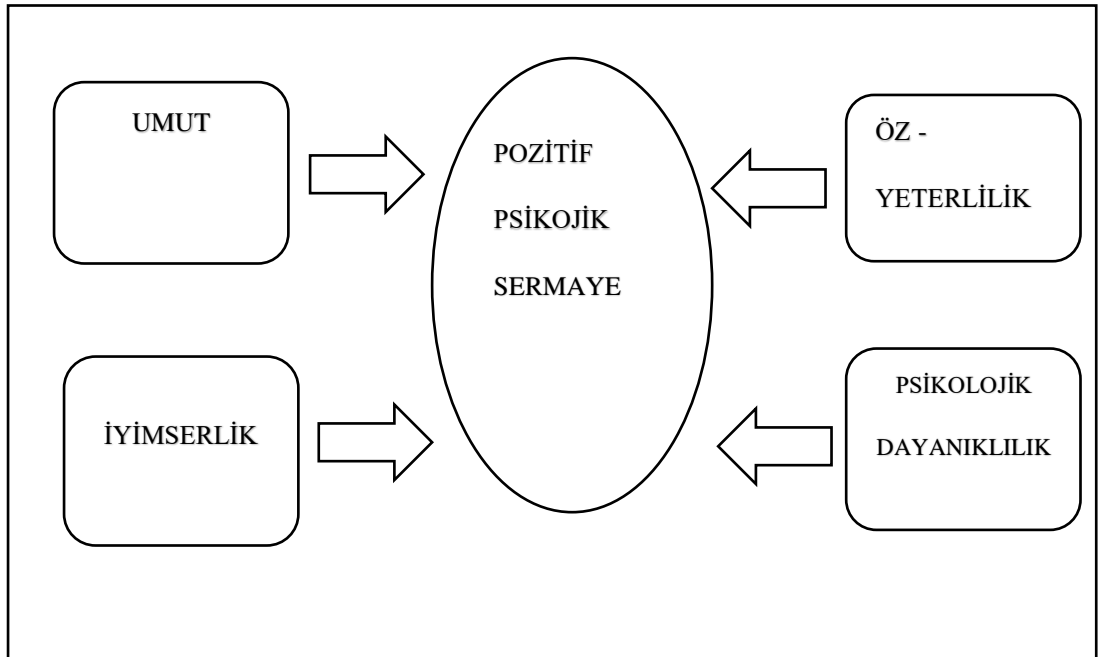 UMUT
POZİTİF
PSİKOJİK
SERMAYE
ÖZ -
YETERLİLİK
İYİMSERLİK
PSİKOLOJİK
DAYANIKLILIK